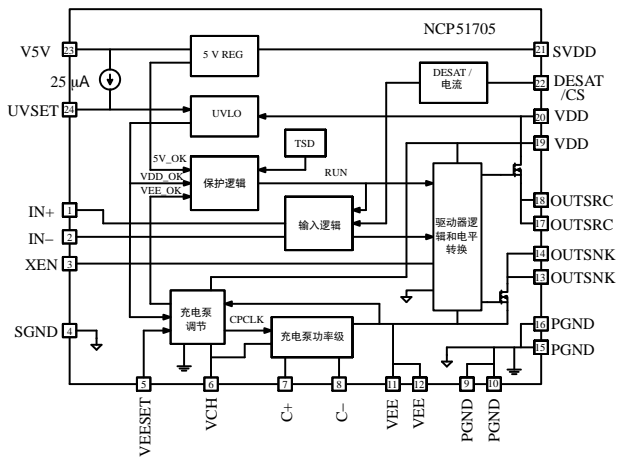 NCP51705
V5V
23
5 V REG
21
SVDD
25 μA
DESAT /
电流
22
DESAT
/CS
UVSET
24
UVLO
20
VDD
TSD
19
VDD
5V_OK
VDD_OK
VEE_OK
保护逻辑
RUN
驱动器逻
辑和电平
转换
18
OUTSRC
IN+
1
输入逻辑
17
OUTSRC
IN−
2
14
OUTSNK
XEN
3
13
OUTSNK
充电泵
调节
CPCLK
充电泵功率级
16
PGND
SGND
4
15
PGND
5
6
7
8
11
12
9
10
VEESET
VCH
C+
C−
VEE
VEE
PGND
PGND